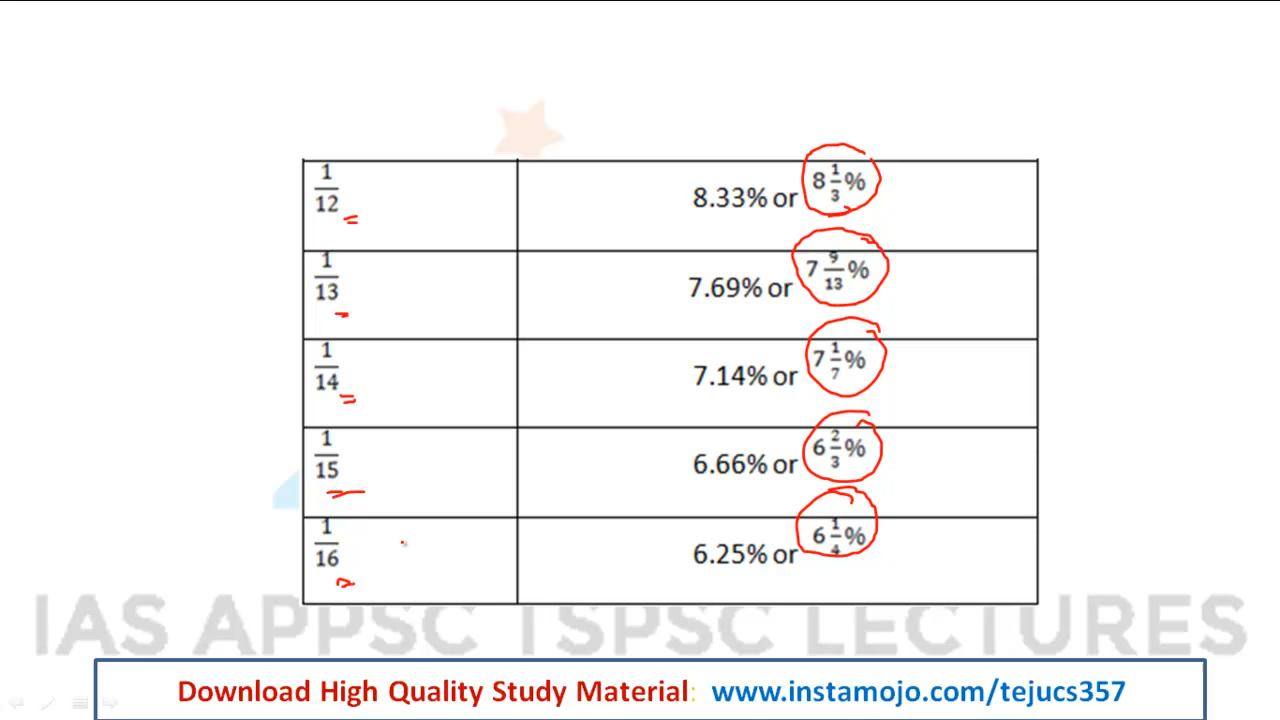 1/12 = 8.33% or 8 1/3%
1/13 - 7.69% or 7 9/13%
1/14 = 7.14% or 7 1/7%
1/15 6.66% or 6 2/3%
1/16 6.25% or 6 1/4%
IAS APPSC TSPSC LECTURES
Download High Quality Study Material: www.instamojo.com/tejucs357